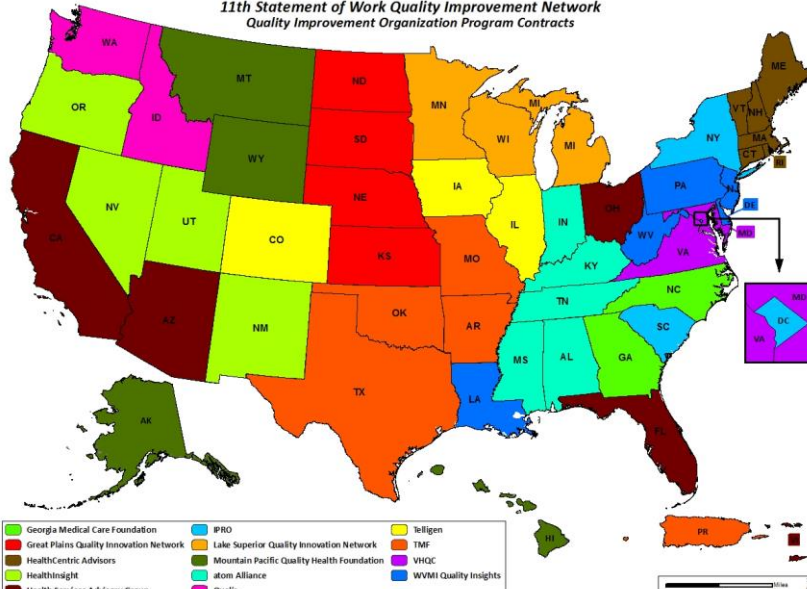 11th Statement of Work Quality Improvement Network
Quality Improvement Organization Program Contracts
WA
MT
ND
MN
MI
ME
VT
NH
OR
ID
SD
WI
MI
NY
MA
CT
RI
WY
NE
IA
PA
NJ
CA
NV
UT
CO
IL
IN
OH
DE
MD
WV
VA
KS
MO
KY
AZ
NM
OK
AR
TN
NC
SC
MD
DC
VA
TX
LA
MS
AL
GA
FL
AK
HI
PR
Georgia Medical Care Foundation
IPRO
Telligen
Great Plains Quality Innovation Network
Lake Superior Quality Innovation Network
TMF
HealthCentric Advisors
Mountain Pacific Quality Health Foundation
VHQC
HealthInsight
atom Alliance
WVMI Quality Insights
Miles